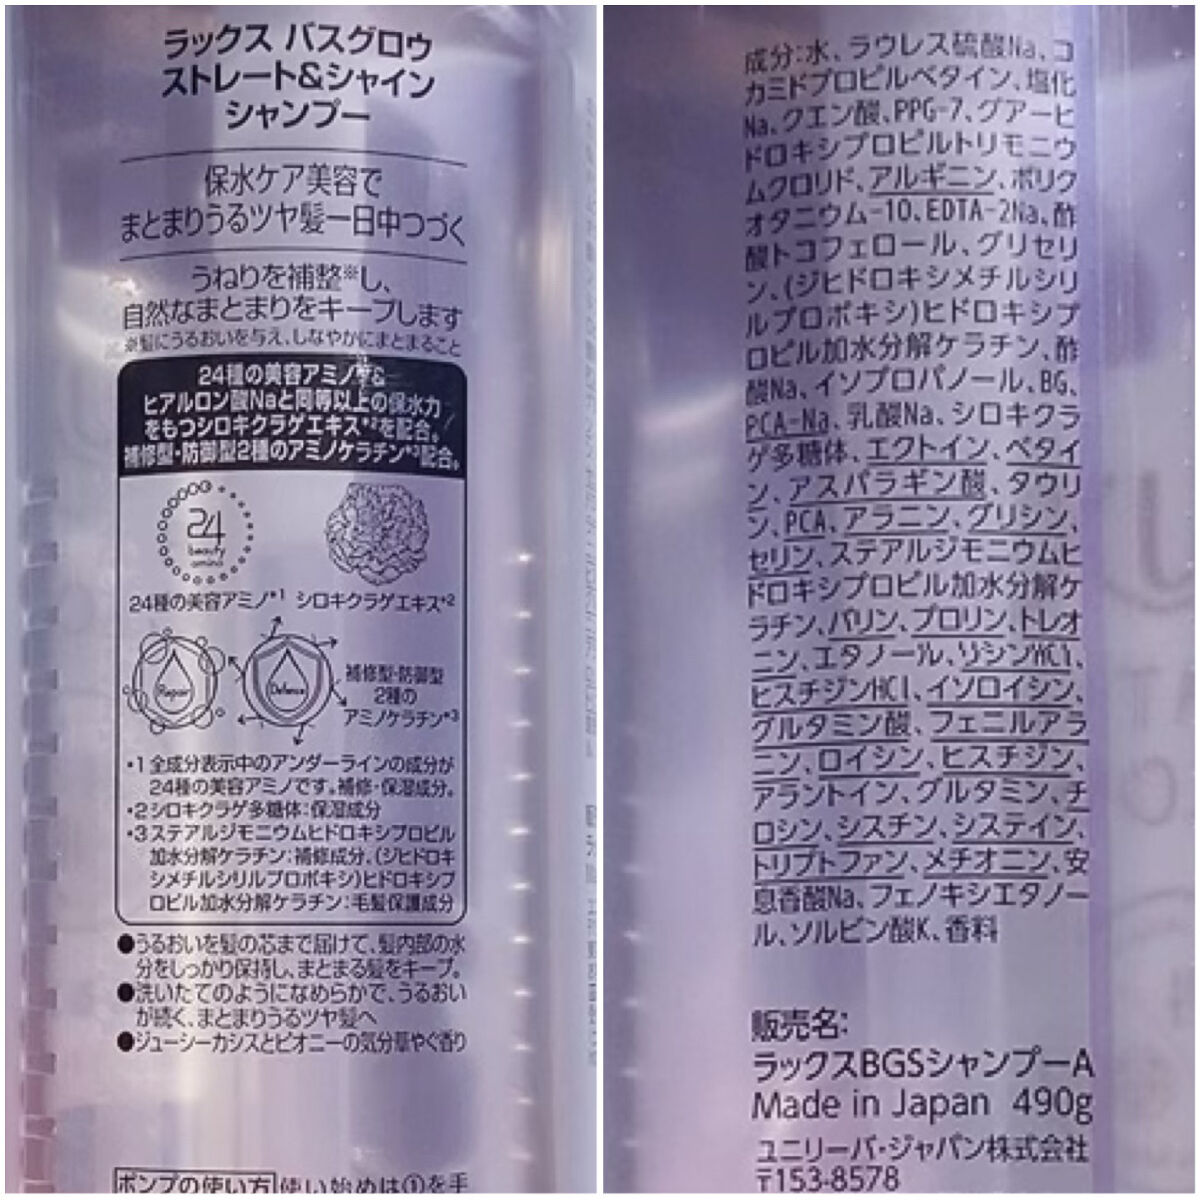 ラックス バスグロウ
ストレート&シャイン
シャンプー
保水ケア美容で
まとまりうるツヤ髪一日中つづく
うねりを補整※し、
自然なまとまりをキープします
※髪にうるおいを与え、しなやかにまとまること
24種の美容アミノ*1&
ヒアルロン酸Naと同等以上の保水力
をもつシロキクラゲエキス*2を配合。
補修型・防御型2種のアミノケラチン*3配合。
24
beauty
amino
24種の美容アミノ*1 シロキクラゲエキス*2
Repair
Defence
補修型・防御型
2種の
アミノケラチン*3
*1 全成分表示中のアンダーラインの成分が
24種の美容アミノです。補修・保湿成分。
*2 シロキクラゲ多糖体：保湿成分
*3 ステアルジモニウムヒドロキシプロピル
加水分解ケラチン：補修成分、(ジヒドロキ
シメチルシリルプロポキシ)ヒドロキシプ
ロピル加水分解ケラチン：毛髪保護成分
●うるおいを髪の芯まで届けて、髪内部の水
分をしっかり保持し、まとまる髪をキープ。
●洗いたてのようになめらかで、うるおい
が続く、まとまりうるツヤ髪へ
●ジューシーカシスとピオニーの気分華やぐ香り
ポンプの使い方 使い始めは①を手
成分：水、ラウレス硫酸Na、コ
カミドプロピルベタイン、塩化
Na、クエン酸、PPG-7、グアーヒ
ドロキシプロピルトリモニウ
ムクロリド、アルギニン、ポリク
オタニウム-10、EDTA-2Na、酢
酸トコフェロール、グリセリ
ン、(ジヒドロキシメチルシリ
ルプロポキシ)ヒドロキシプ
ロピル加水分解ケラチン、酢
酸Na、イソプロパノール、BG、
PCA-Na、乳酸Na、シロキクラ
ゲ多糖体、エクトイン、ベタイ
ン、アスパラギン酸、タウリ
ン、PCA、アラニン、グリシン、
セリン、ステアルジモニウムヒ
ドロキシプロピル加水分解ケ
ラチン、バリン、プロリン、トレオ
ニン、エタノール、リシンHCl、
ヒスチジンHCl、イソロイシン、
グルタミン酸、フェニルアラ
ニン、ロイシン、ヒスチジン、
アラントイン、グルタミン、チ
ロシン、シスチン、システイン、
トリプトファン、メチオニン、安
息香酸Na、フェノキシエタノー
ル、ソルビン酸K、香料
販売名：
ラックスBGSシャンプーA
Made in Japan 490g
ユニリーバ・ジャパン株式会社
〒153-8578